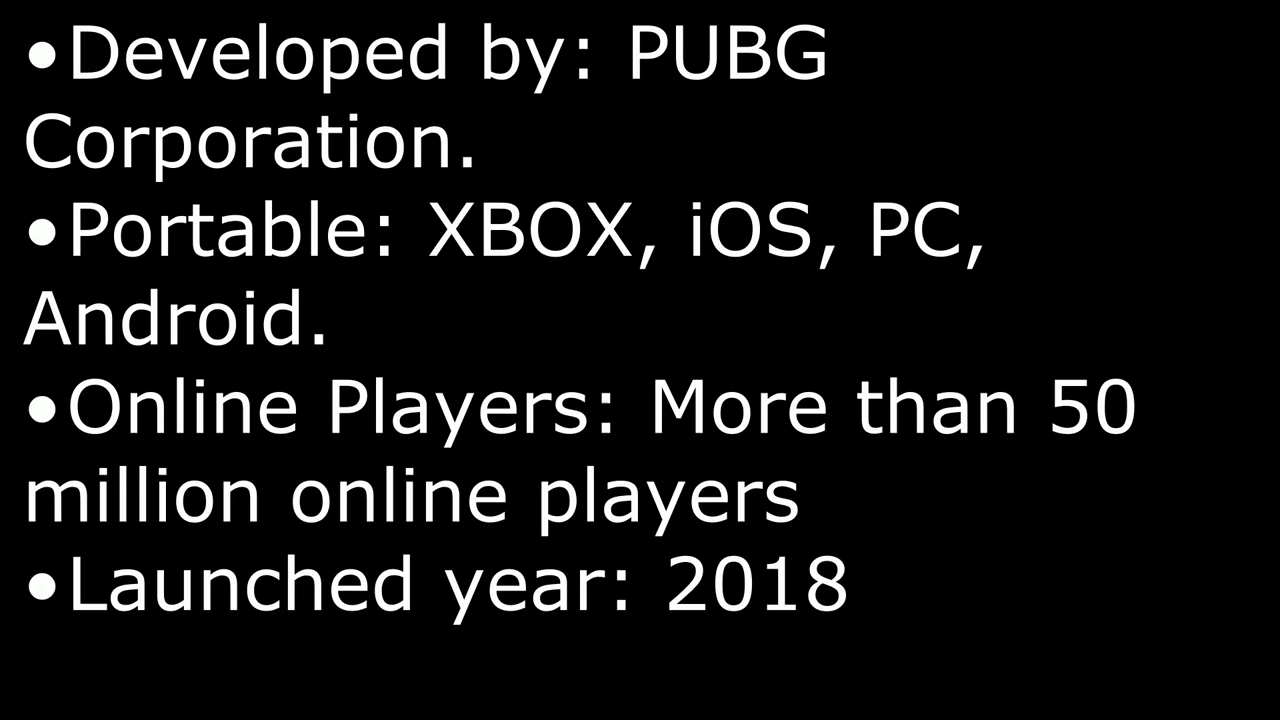 •Developed by: PUBG
Corporation.
•Portable: XBOX, iOS, PC,
Android.
•Online Players: More than 50
million online players
•Launched year: 2018